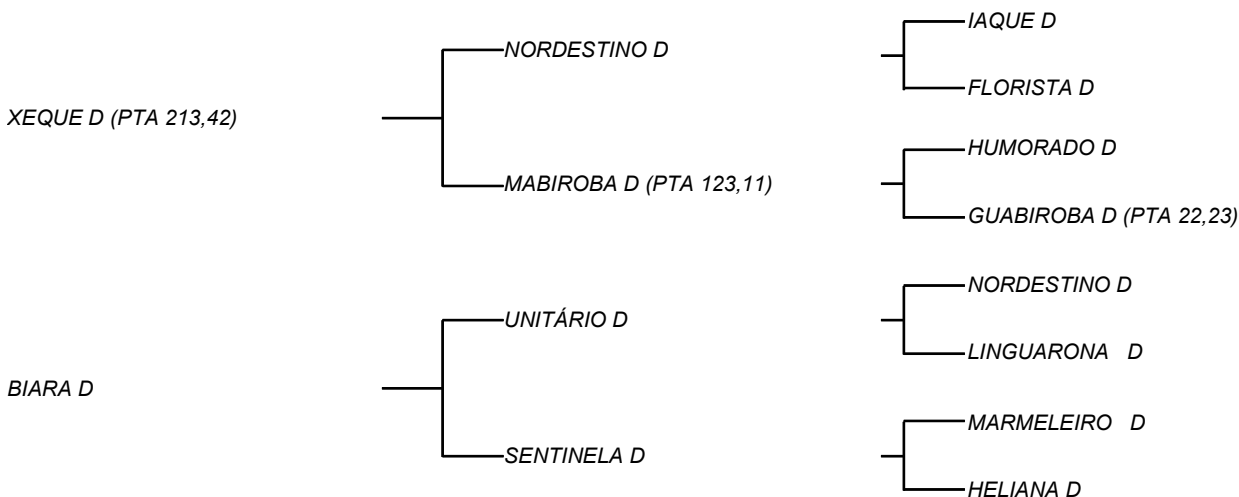 IAQUE D
NORDESTINO D
FLORISTA D
XEQUE D (PTA 213,42)
HUMORADO D
MABIROBA D (PTA 123,11)
GUABIROBA D (PTA 22,23)
NORDESTINO D
UNITÁRIO D
LINGUARONA D
BIARA D
MARMELEIRO D
SENTINELA D
HELIANA D